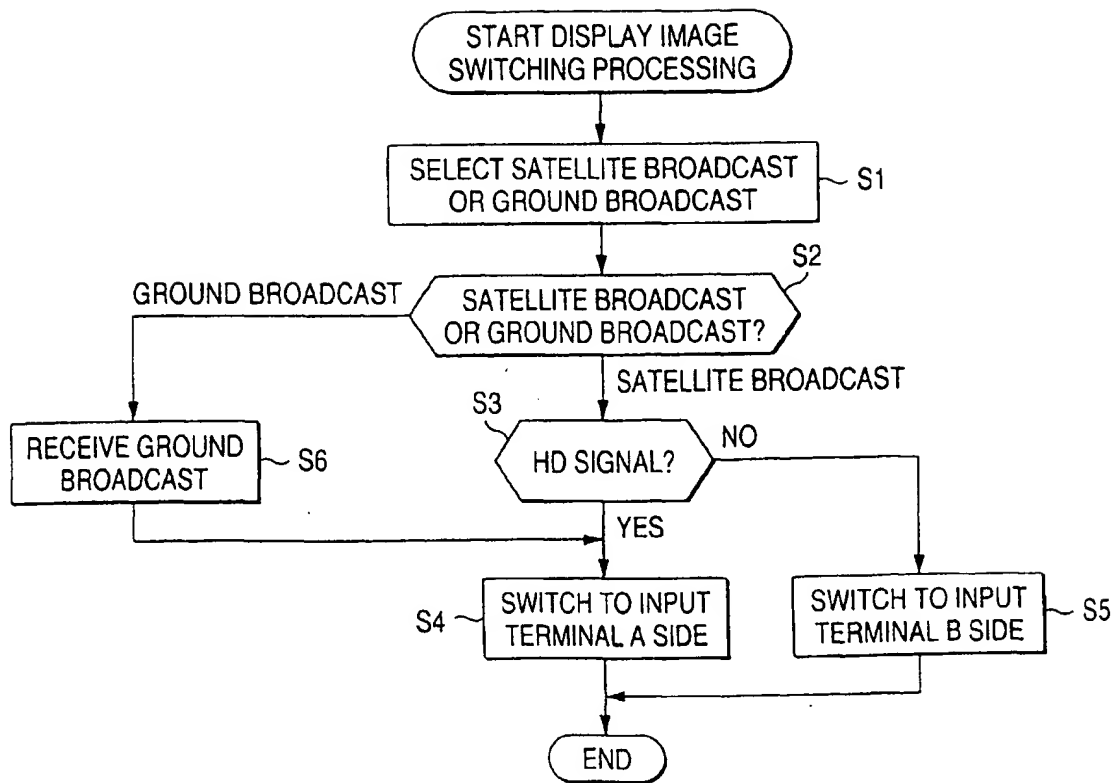 START DISPLAY IMAGE
SWITCHING PROCESSING
SELECT SATELLITE BROADCAST
OR GROUND BROADCAST
S1
S2
GROUND BROADCAST
SATELLITE BROADCAST
OR GROUND BROADCAST?
SATELLITE BROADCAST
S3
HD SIGNAL?
NO
RECEIVE GROUND
BROADCAST
S6
YES
S4
SWITCH TO INPUT
TERMINAL A SIDE
SWITCH TO INPUT
TERMINAL B SIDE
S5
END